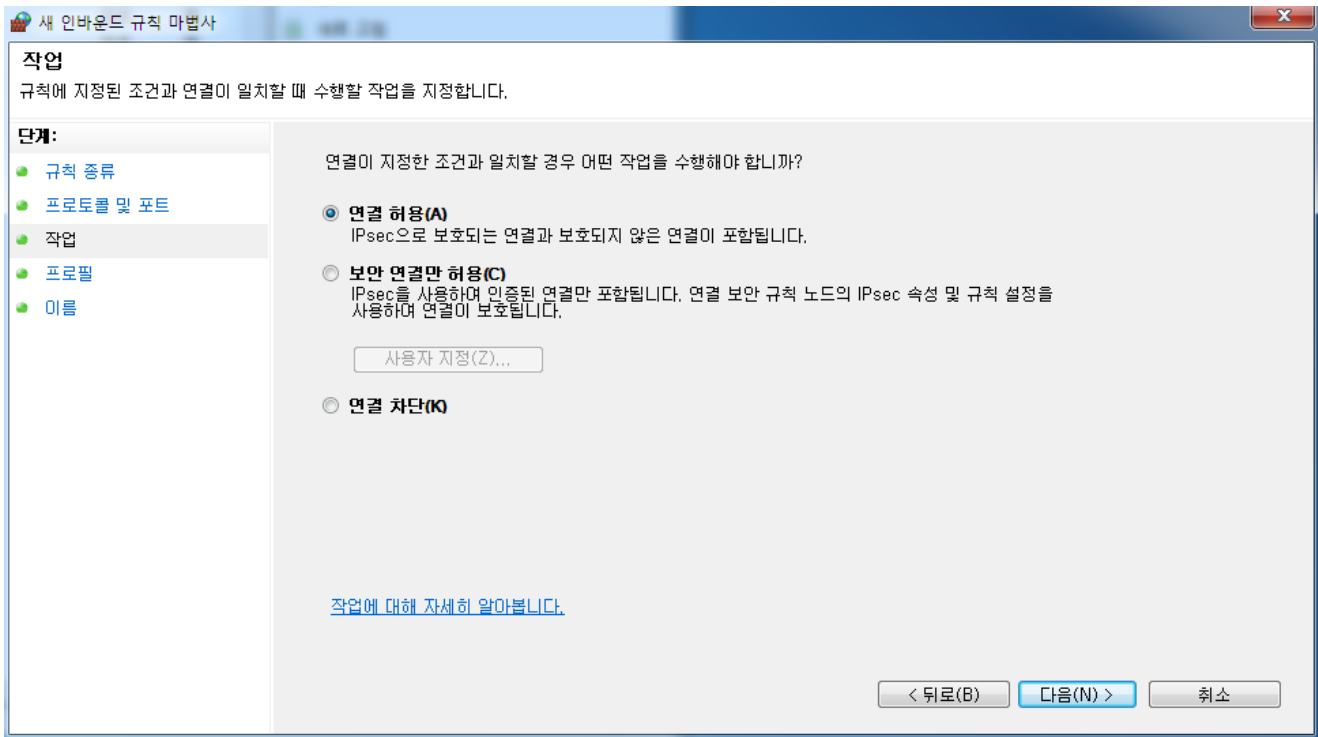 새 인바운드 규칙 마법사
작업
규칙에 지정된 조건과 연결이 일치할 때 수행할 작업을 지정합니다.
단계:
규칙 종류
프로토콜 및 포트
작업
프로필
이름
연결이 지정한 조건과 일치할 경우 어떤 작업을 수행해야 합니까?
연결 허용(A)
IPsec으로 보호되는 연결과 보호되지 않은 연결이 포함됩니다.
보안 연결만 허용(C)
IPsec을 사용하여 인증된 연결만 포함됩니다. 연결 보안 규칙 노드의 IPsec 속성 및 규칙 설정을
사용하여 연결이 보호됩니다.
사용자 지정(Z)...
연결 차단(K)
작업에 대해 자세히 알아봅니다.
< 뒤로(B) 다음(N) > 취소